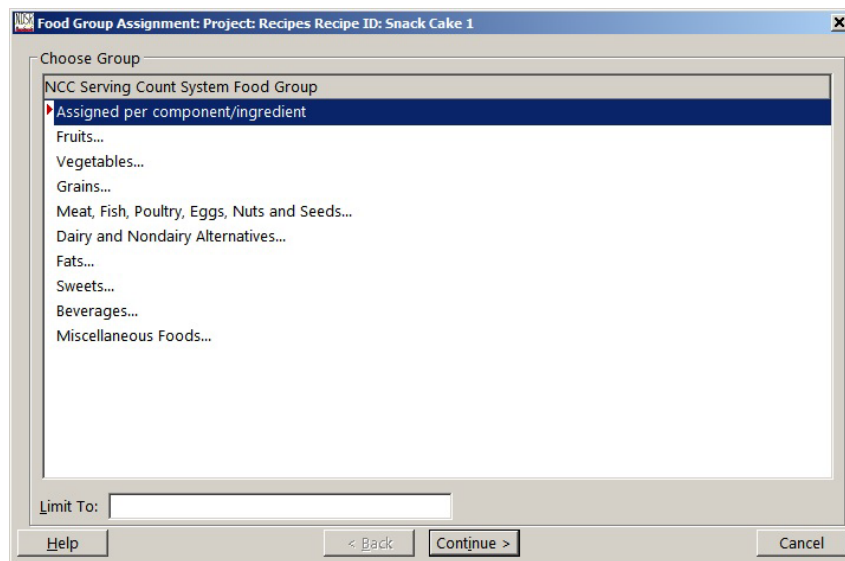 Food Group Assignment: Project: Recipes Recipe ID: Snack Cake 1
Choose Group
NCC Serving Count System Food Group
Assigned per component/ingredient
Fruits...
Vegetables...
Grains...
Meat, Fish, Poultry, Eggs, Nuts and Seeds...
Dairy and Nondairy Alternatives...
Fats...
Sweets...
Beverages...
Miscellaneous Foods...
Limit To:
Help < Back Continue > Cancel